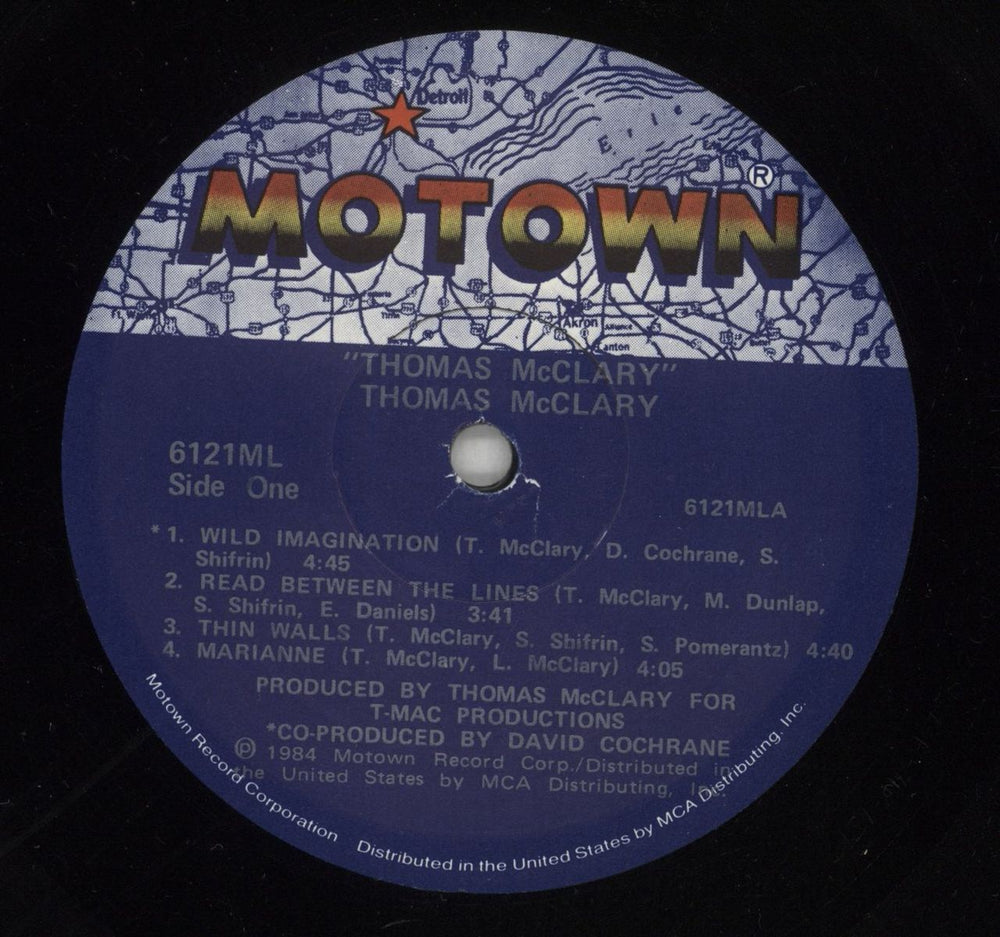 Detroit
Erie
MOTOWN®
Akron
Alliance
"THOMAS McCLARY"
THOMAS McCLARY
6121ML
Side One
6121MLA
*1. WILD IMAGINATION (T. McClary, D. Cochrane, S.
Shifrin) 4:45
2. READ BETWEEN THE LINES (T. McClary, M. Dunlap,
S. Shifrin, E. Daniels) 3:41
3. THIN WALLS (T. McClary, S. Shifrin, S. Pomerantz) 4:40
4. MARIANNE (T. McClary, L. McClary) 4:05
PRODUCED BY THOMAS McCLARY FOR
T-MAC PRODUCTIONS
*CO-PRODUCED BY DAVID COCHRANE
℗ 1984 Motown Record Corp./Distributed in
the United States by MCA Distributing, Inc.
Motown Record Corporation Distributed in the United States by MCA Distributing, Inc.